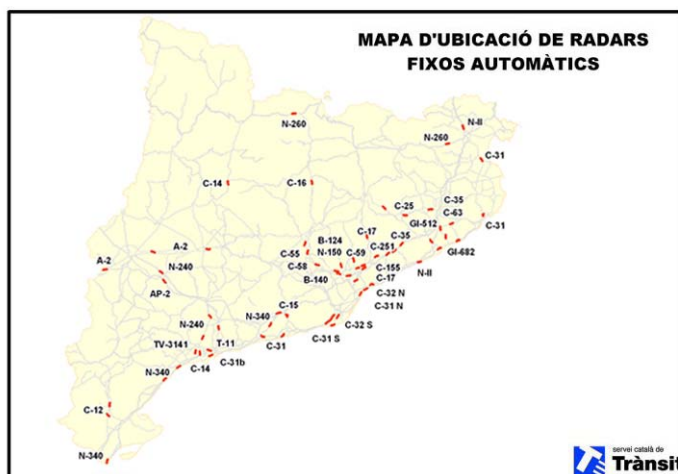 MAPA D'UBICACIÓ DE RADARS
FIXOS AUTOMÀTICS
N-260
N-II
N-260
C-31
C-14
C-16
C-25
C-35
GI-512
C-63
C-31
C-17
B-124
C-35
A-2
C-55
N-150
C-59
C-251
GI-682
A-2
N-240
C-58
C-155
N-II
B-140
C-17
AP-2
C-32 N
C-15
C-31 N
N-240
N-340
C-32 S
TV-3141
T-11
C-31
C-31 S
C-31b
N-340
C-14
C-12
N-340
servei català de
Trànsit